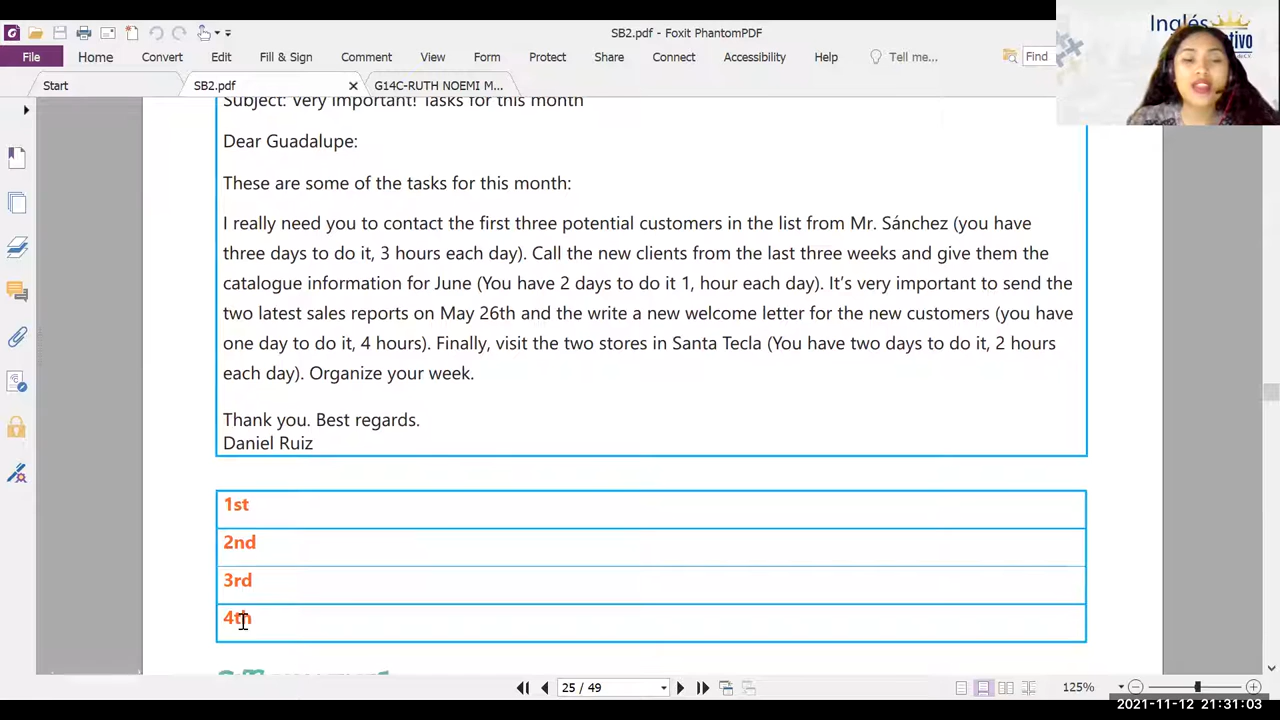 SB2.pdf - Foxit PhantomPDF
Inglés
File Home Convert Edit Fill & Sign Comment View Form Protect Share Connect Accessibility Help Tell me... Find
Start SB2.pdf G14C-RUTH NOEMI M...
Subject: Very Important! Tasks for this month
Dear Guadalupe:
These are some of the tasks for this month:
I really need you to contact the first three potential customers in the list from Mr. Sánchez (you have
three days to do it, 3 hours each day). Call the new clients from the last three weeks and give them the
catalogue information for June (You have 2 days to do it 1, hour each day). It’s very important to send the
two latest sales reports on May 26th and the write a new welcome letter for the new customers (you have
one day to do it, 4 hours). Finally, visit the two stores in Santa Tecla (You have two days to do it, 2 hours
each day). Organize your week.
Thank you. Best regards.
Daniel Ruiz
1st
2nd
3rd
4th
25 / 49
125%
2021-11-12 21:31:03